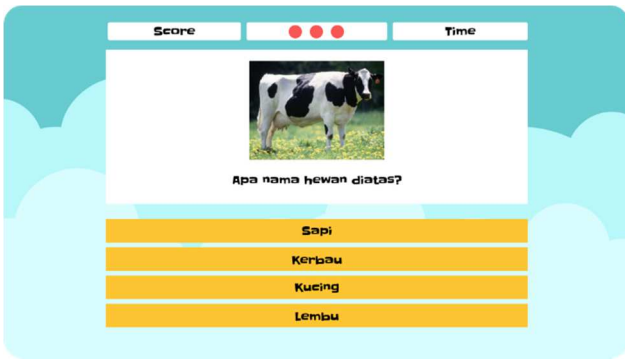 Score
Time
Apa nama hewan diatas?
Sapi
Kerbau
Kucing
Lembu